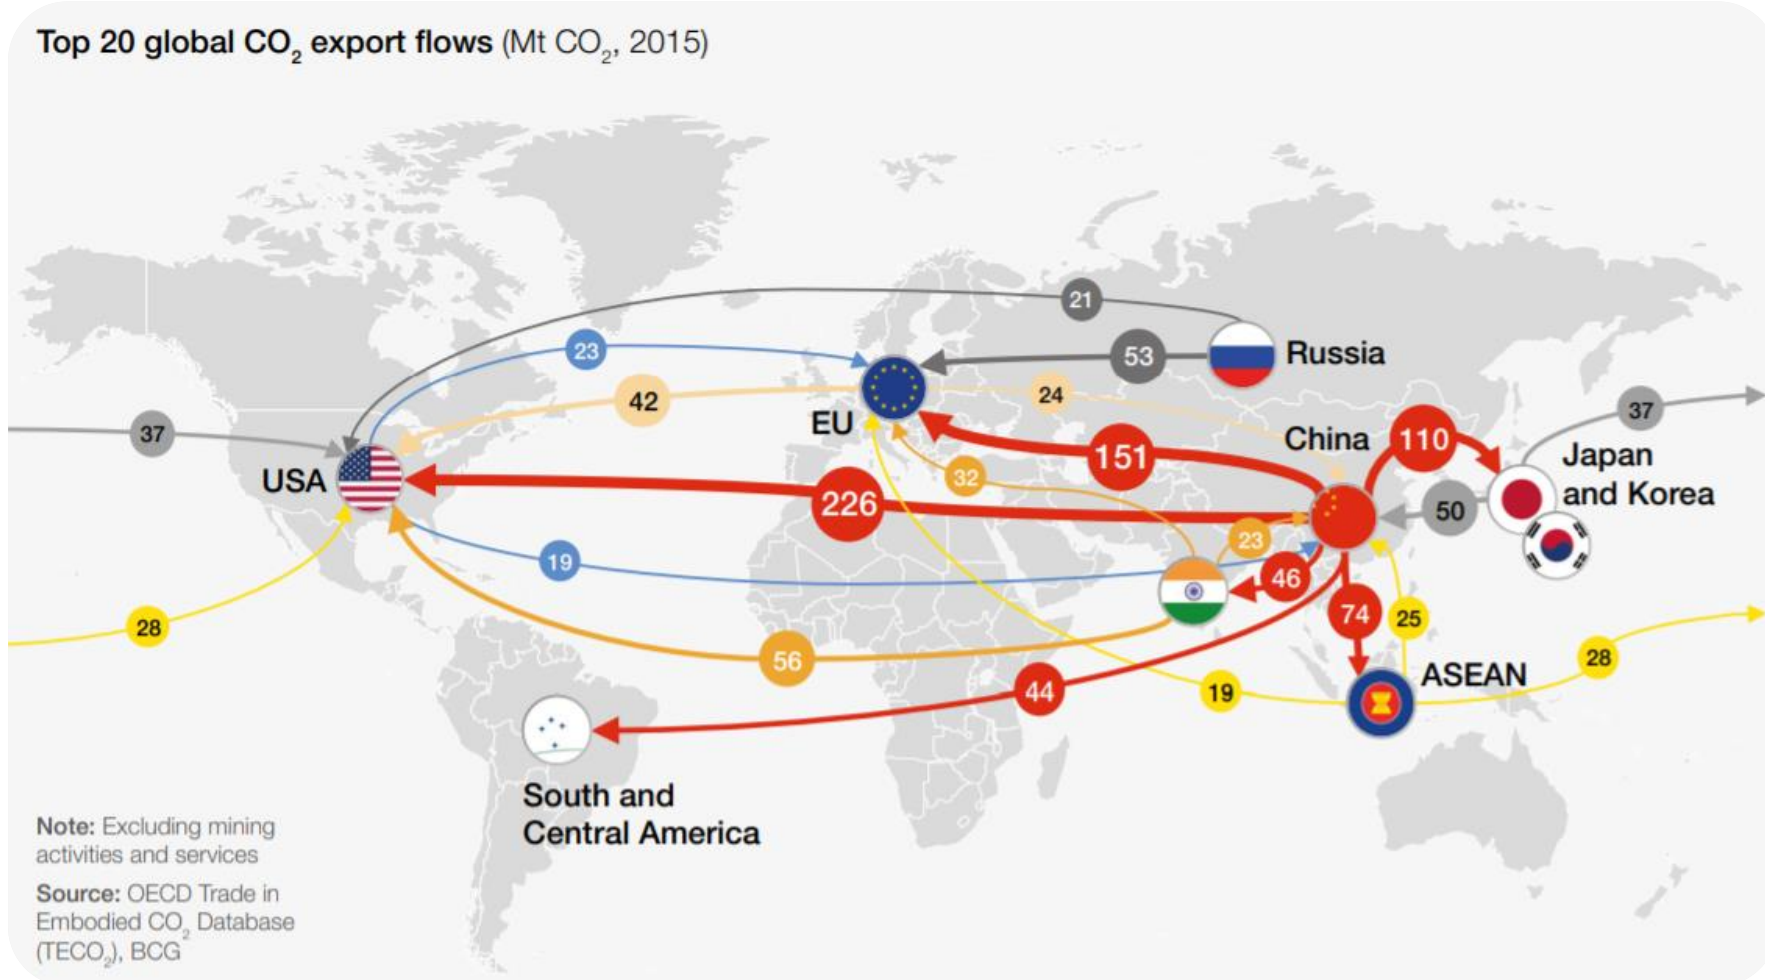 Top 20 global CO₂ export flows (Mt CO₂, 2015)
21
23
53
Russia
42
24
37
37
EU
China
110
151
Japan
and Korea
USA
32
226
50
23
19
46
74
25
28
56
28
ASEAN
44
19
South and
Central America
Note: Excluding mining
activities and services
Source: OECD Trade in
Embodied CO₂ Database
(TECO₂), BCG